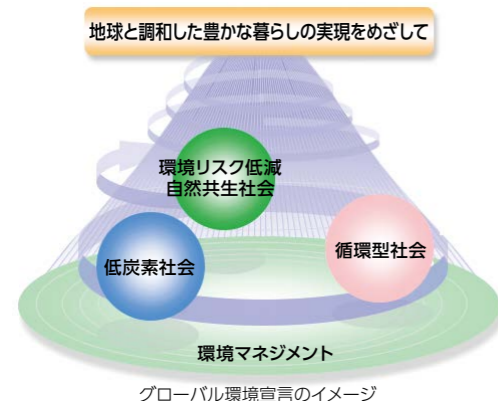 地球と調和した豊かな暮らしの実現をめざして
環境リスク低減
自然共生社会
低炭素社会
循環型社会
環境マネジメント
グローバル環境宣言のイメージ